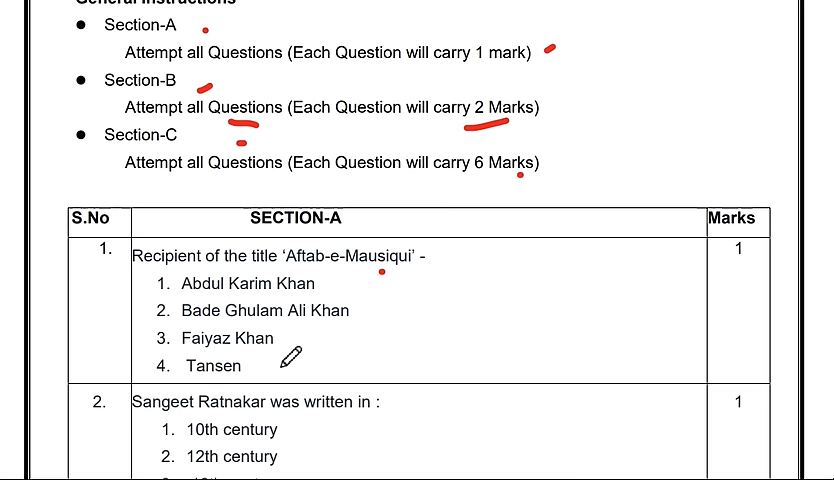 General Instructions
● Section-A
Attempt all Questions (Each Question will carry 1 mark)
● Section-B
Attempt all Questions (Each Question will carry 2 Marks)
● Section-C
Attempt all Questions (Each Question will carry 6 Marks)
S.No SECTION-A Marks
1. Recipient of the title ‘Aftab-e-Mausiqui’ - 1
1. Abdul Karim Khan
2. Bade Ghulam Ali Khan
3. Faiyaz Khan
4. Tansen
2. Sangeet Ratnakar was written in : 1
1. 10th century
2. 12th century